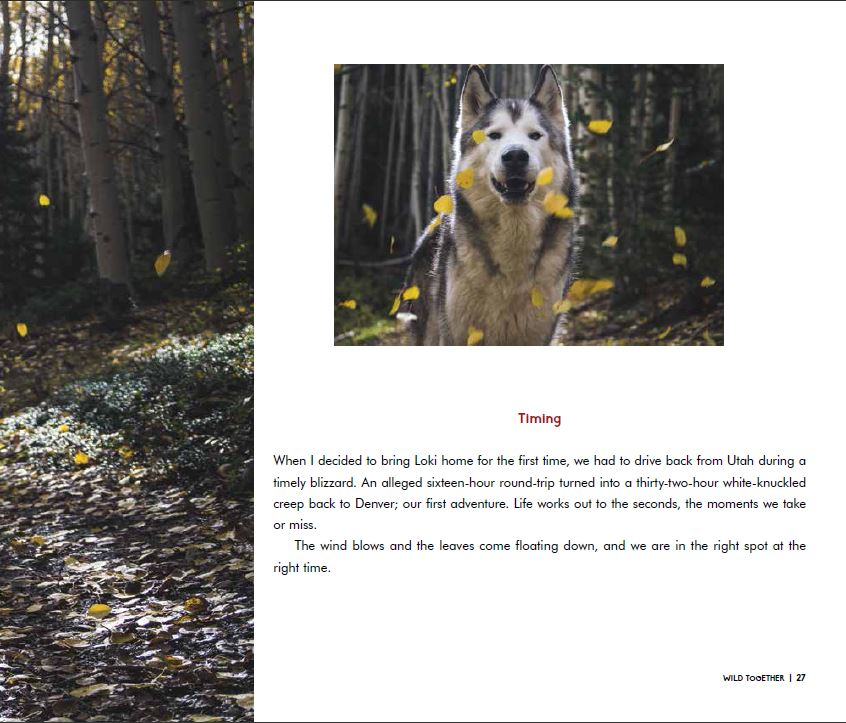 Timing
When I decided to bring Loki home for the first time, we had to drive back from Utah during a
timely blizzard. An alleged sixteen-hour round-trip turned into a thirty-two-hour white-knuckled
creep back to Denver; our first adventure. Life works out to the seconds, the moments we take
or miss.
The wind blows and the leaves come floating down, and we are in the right spot at the
right time.
WILD TOGETHER | 27